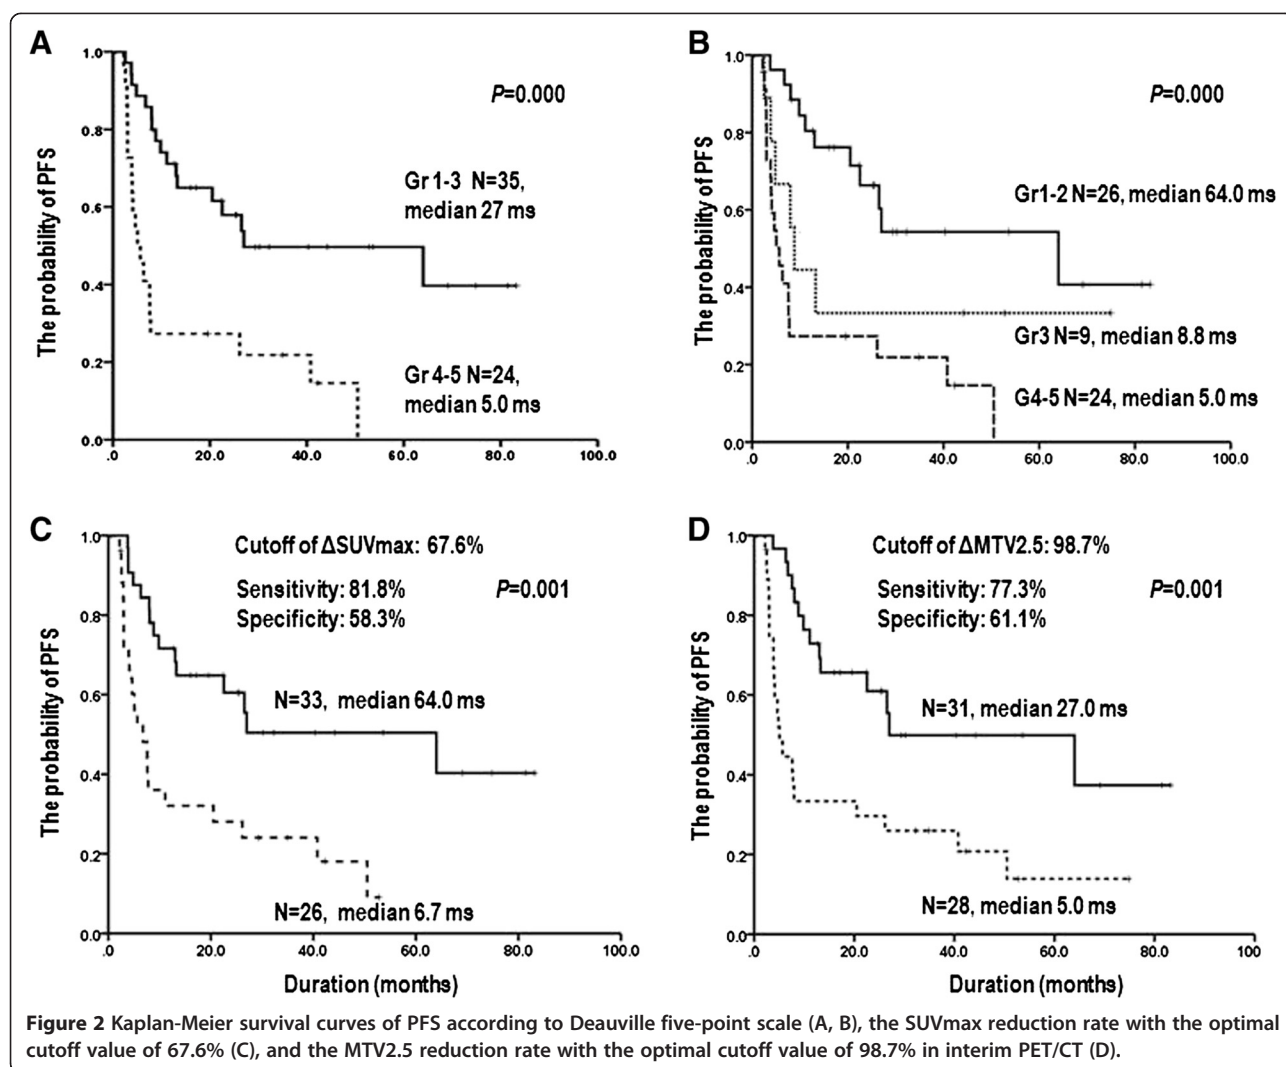 A
1.0
0.8
0.6
0.4
0.2
0.0
.0
20.0
40.0
60.0
80.0
100.0
The probability of PFS
P=0.000
Gr 1-3 N=35,
median 27 ms
Gr 4-5 N=24,
median 5.0 ms
B
1.0
0.8
0.6
0.4
0.2
0.0
.0
20.0
40.0
60.0
80.0
100.0
The probability of PFS
P=0.000
Gr1-2 N=26, median 64.0 ms
Gr3 N=9, median 8.8 ms
G4-5 N=24, median 5.0 ms
C
1.0
0.8
0.6
0.4
0.2
0.0
.0
20.0
40.0
60.0
80.0
100.0
The probability of PFS
Cutoff of ΔSUVmax: 67.6%
Sensitivity: 81.8%
Specificity: 58.3%
P=0.001
N=33, median 64.0 ms
N=26, median 6.7 ms
Duration (months)
D
1.0
0.8
0.6
0.4
0.2
0.0
.0
20.0
40.0
60.0
80.0
100
The probability of PFS
Cutoff of ΔMTV2.5: 98.7%
Sensitivity: 77.3%
Specificity: 61.1%
P=0.001
N=31, median 27.0 ms
N=28, median 5.0 ms
Duration (months)
Figure 2 Kaplan-Meier survival curves of PFS according to Deauville five-point scale (A, B), the SUVmax reduction rate with the optimal
cutoff value of 67.6% (C), and the MTV2.5 reduction rate with the optimal cutoff value of 98.7% in interim PET/CT (D).